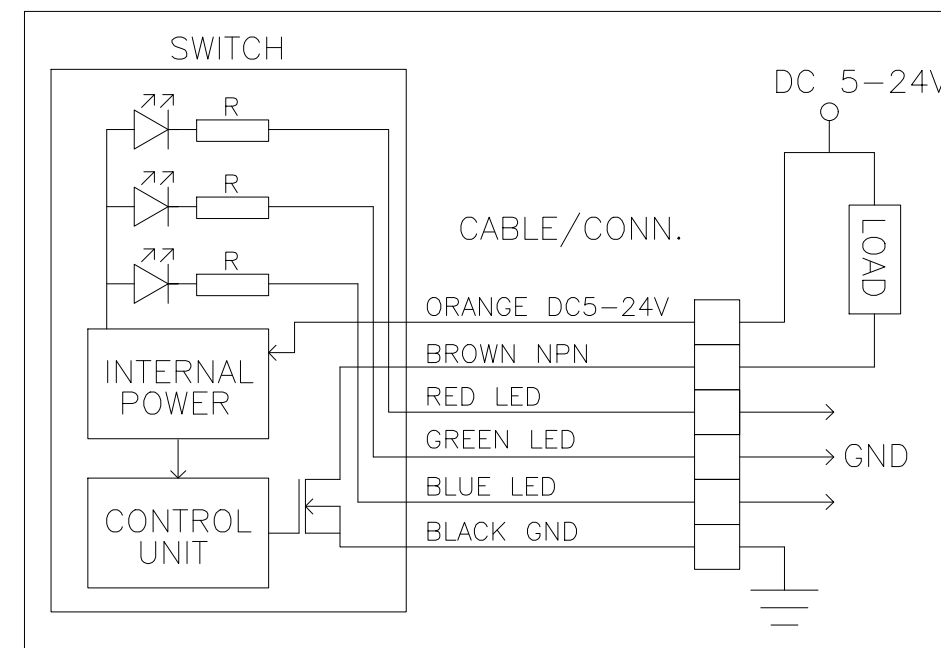 SWITCH
DC 5-24V
R
R
R
CABLE/CONN.
LOAD
ORANGE DC5-24V
BROWN NPN
INTERNAL
POWER
RED LED
GREEN LED
GND
BLUE LED
CONTROL
UNIT
BLACK GND